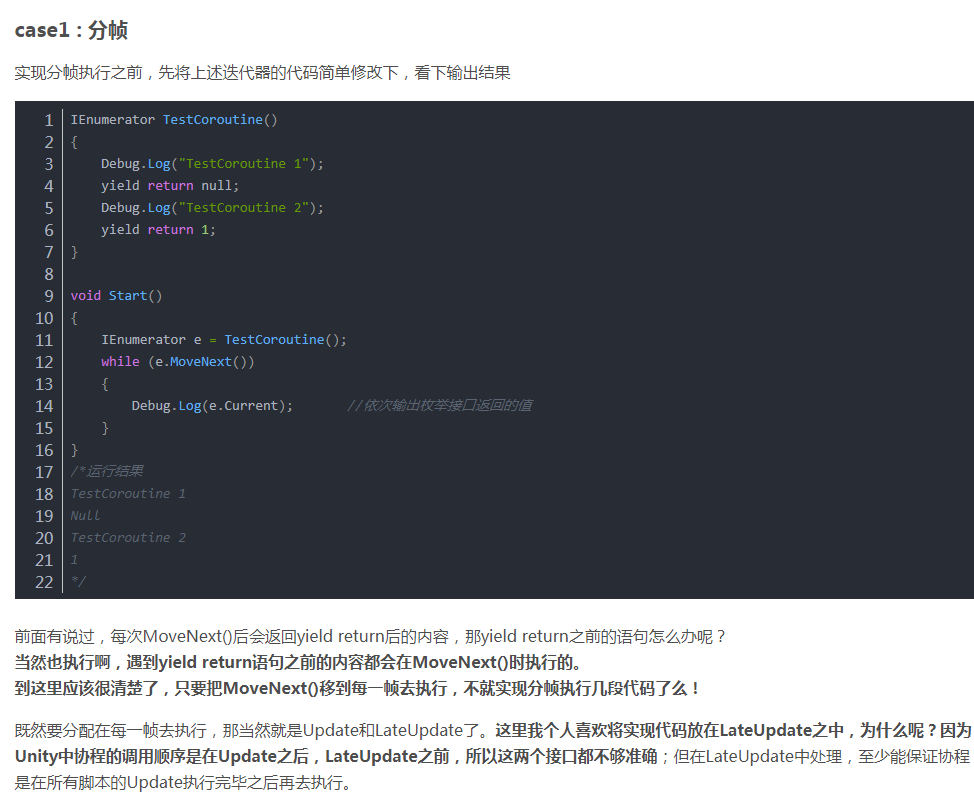 case1：分帧
实现分帧执行之前，先将上述迭代器的代码简单修改下，看下输出结果
1 IEnumerator TestCoroutine()
2 {
3     Debug.Log("TestCoroutine 1");
4     yield return null;
5     Debug.Log("TestCoroutine 2");
6     yield return 1;
7 }
8
9 void Start()
10 {
11     IEnumerator e = TestCoroutine();
12     while (e.MoveNext())
13     {
14         Debug.Log(e.Current);       //依次输出枚举接口返回的值
15     }
16 }
17 /*运行结果
18 TestCoroutine 1
19 Null
20 TestCoroutine 2
21 1
22 */
前面有说过，每次MoveNext()后会返回yield return后的内容，那yield return之前的语句怎么办呢？
当然也执行啊，遇到yield return语句之前的内容都会在MoveNext()时执行的。
到这里应该很清楚了，只要把MoveNext()移到每一帧去执行，不就实现分帧执行几段代码了么！
既然要分配在每一帧去执行，那当然就是Update和LateUpdate了。这里我个人喜欢将实现代码放在LateUpdate之中，为什么呢？因为
Unity中协程的调用顺序是在Update之后，LateUpdate之前，所以这两个接口都不够准确；但在LateUpdate中处理，至少能保证协程
是在所有脚本的Update执行完毕之后再去执行。